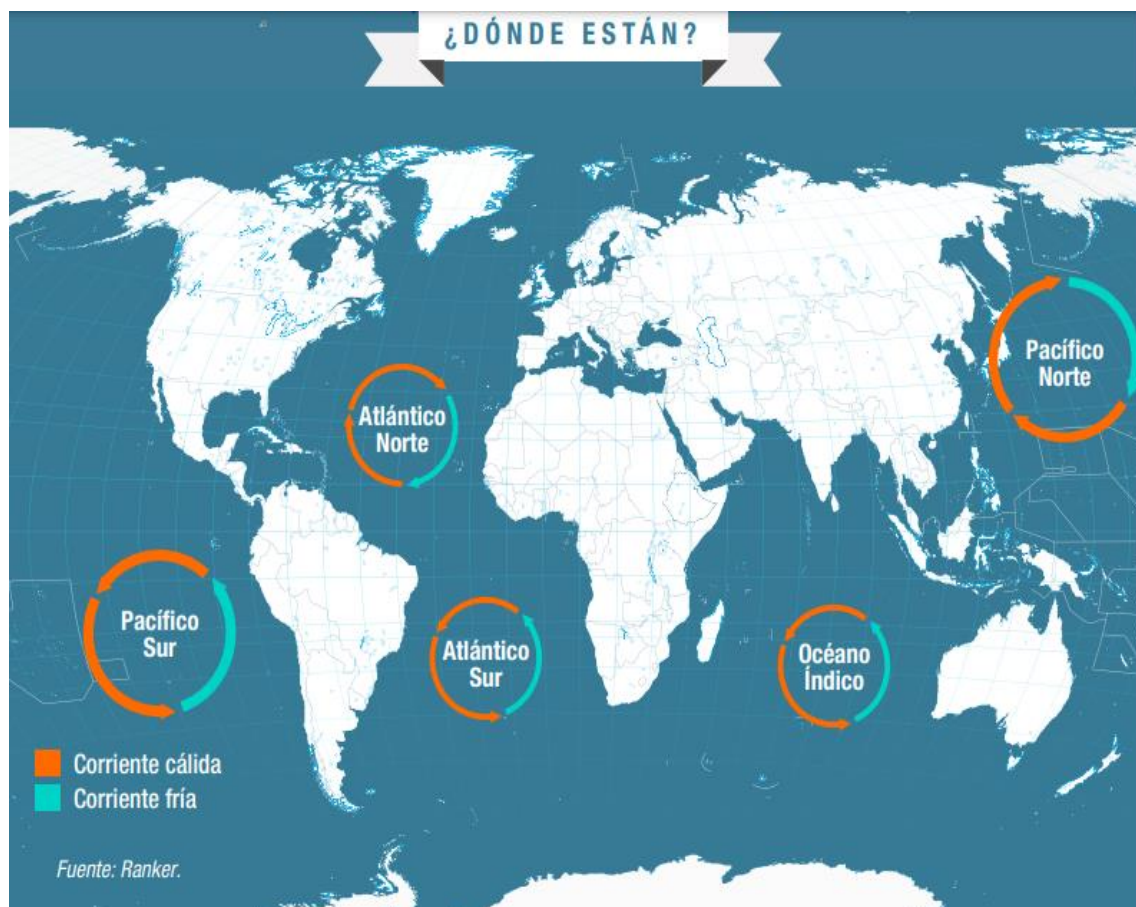 ¿DÓNDE ESTÁN?
Pacífico
Norte
Atlántico
Norte
Pacífico
Sur
Atlántico
Sur
Océano
Índico
Corriente cálida
Corriente fría
Fuente: Ranker.